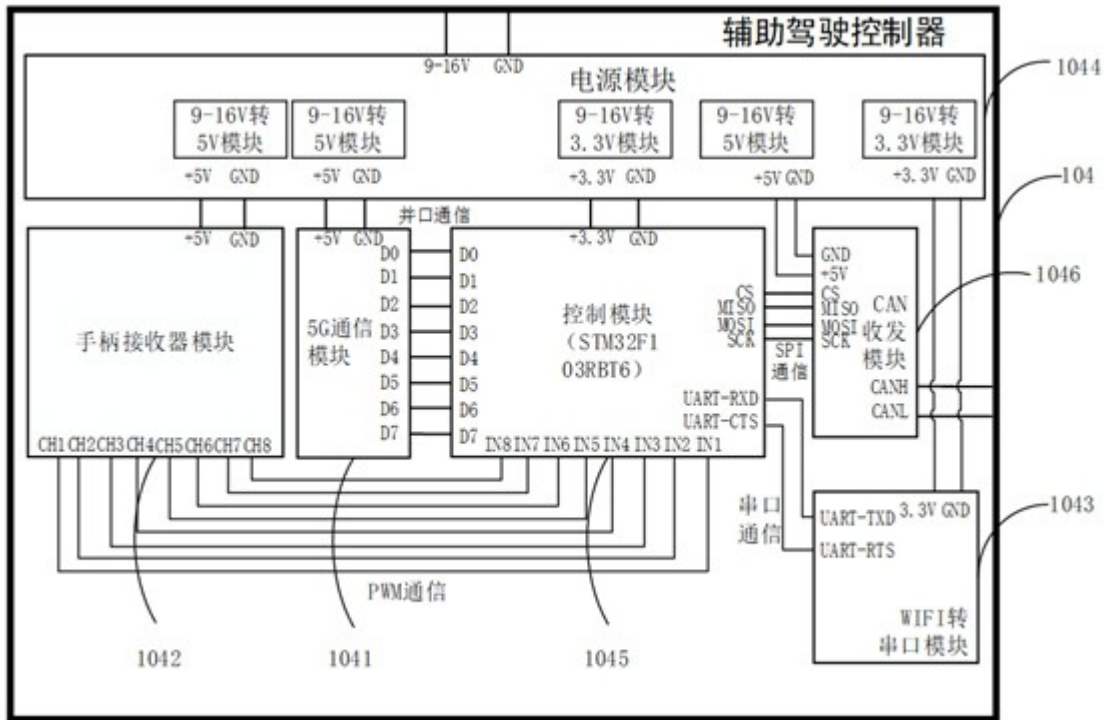 辅助驾驶控制器
9-16V GND
电源模块
1044
9-16V转
5V模块
9-16V转
5V模块
9-16V转
3.3V模块
9-16V转
5V模块
9-16V转
3.3V模块
+5V GND
+5V GND
+3.3V GND
+5V GND
+3.3V GND
104
并口通信
+5V GND
手柄接收器模块
CH1 CH2 CH3 CH4 CH5 CH6 CH7 CH8
+5V GND
5G通信
模块
D0
D1
D2
D3
D4
D5
D6
D7
+3.3V GND
D0
D1
D2
D3
D4
D5
D6
D7
控制模块
(STM32F1
03RBT6)
CS
MISO
MOSI
SCK
UART-RXD
UART-CTS
IN8 IN7 IN6 IN5 IN4 IN3 IN2 IN1
SPI
通信
GND
+5V
CS
MISO
MOSI
SCK
CAN
收发
模块
CANH
CANL
1046
串口
通信
3.3V GND
UART-TXD
UART-RTS
WIFI转
串口模块
1043
PWM通信
1042
1041
1045